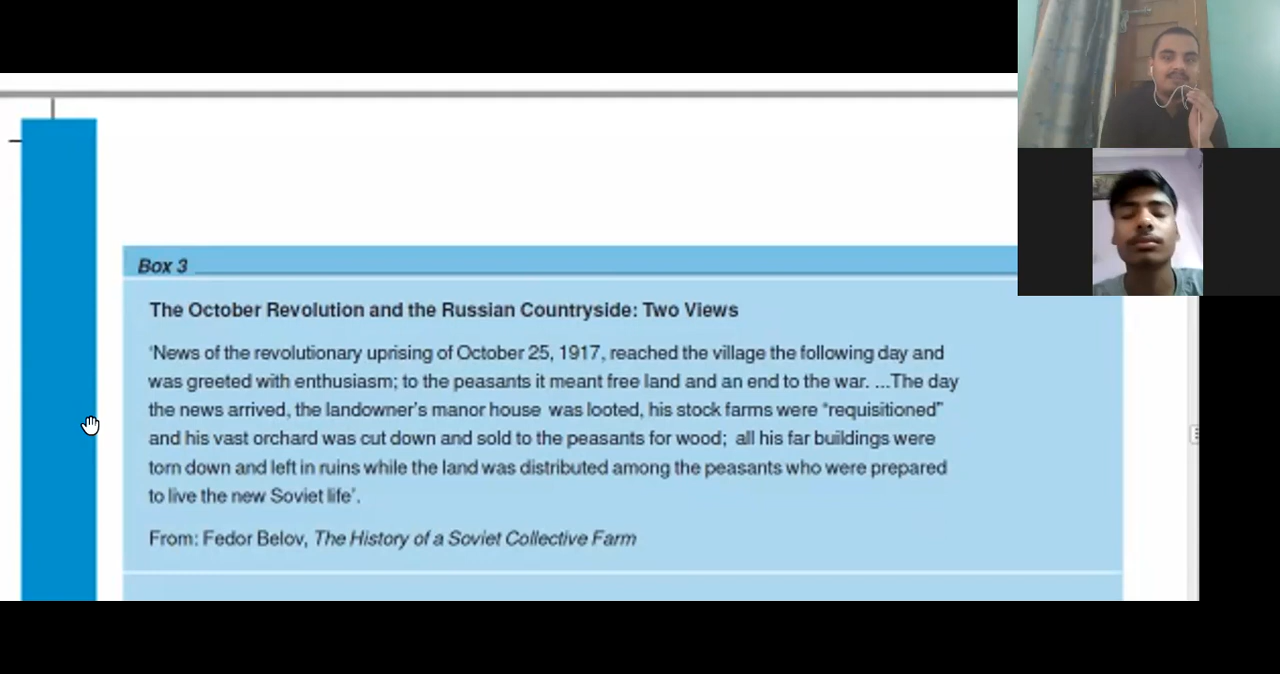 Box 3
The October Revolution and the Russian Countryside: Two Views
‘News of the revolutionary uprising of October 25, 1917, reached the village the following day and
was greeted with enthusiasm; to the peasants it meant free land and an end to the war. ...The day
the news arrived, the landowner’s manor house was looted, his stock farms were “requisitioned”
and his vast orchard was cut down and sold to the peasants for wood; all his far buildings were
torn down and left in ruins while the land was distributed among the peasants who were prepared
to live the new Soviet life’.
From: Fedor Belov, The History of a Soviet Collective Farm